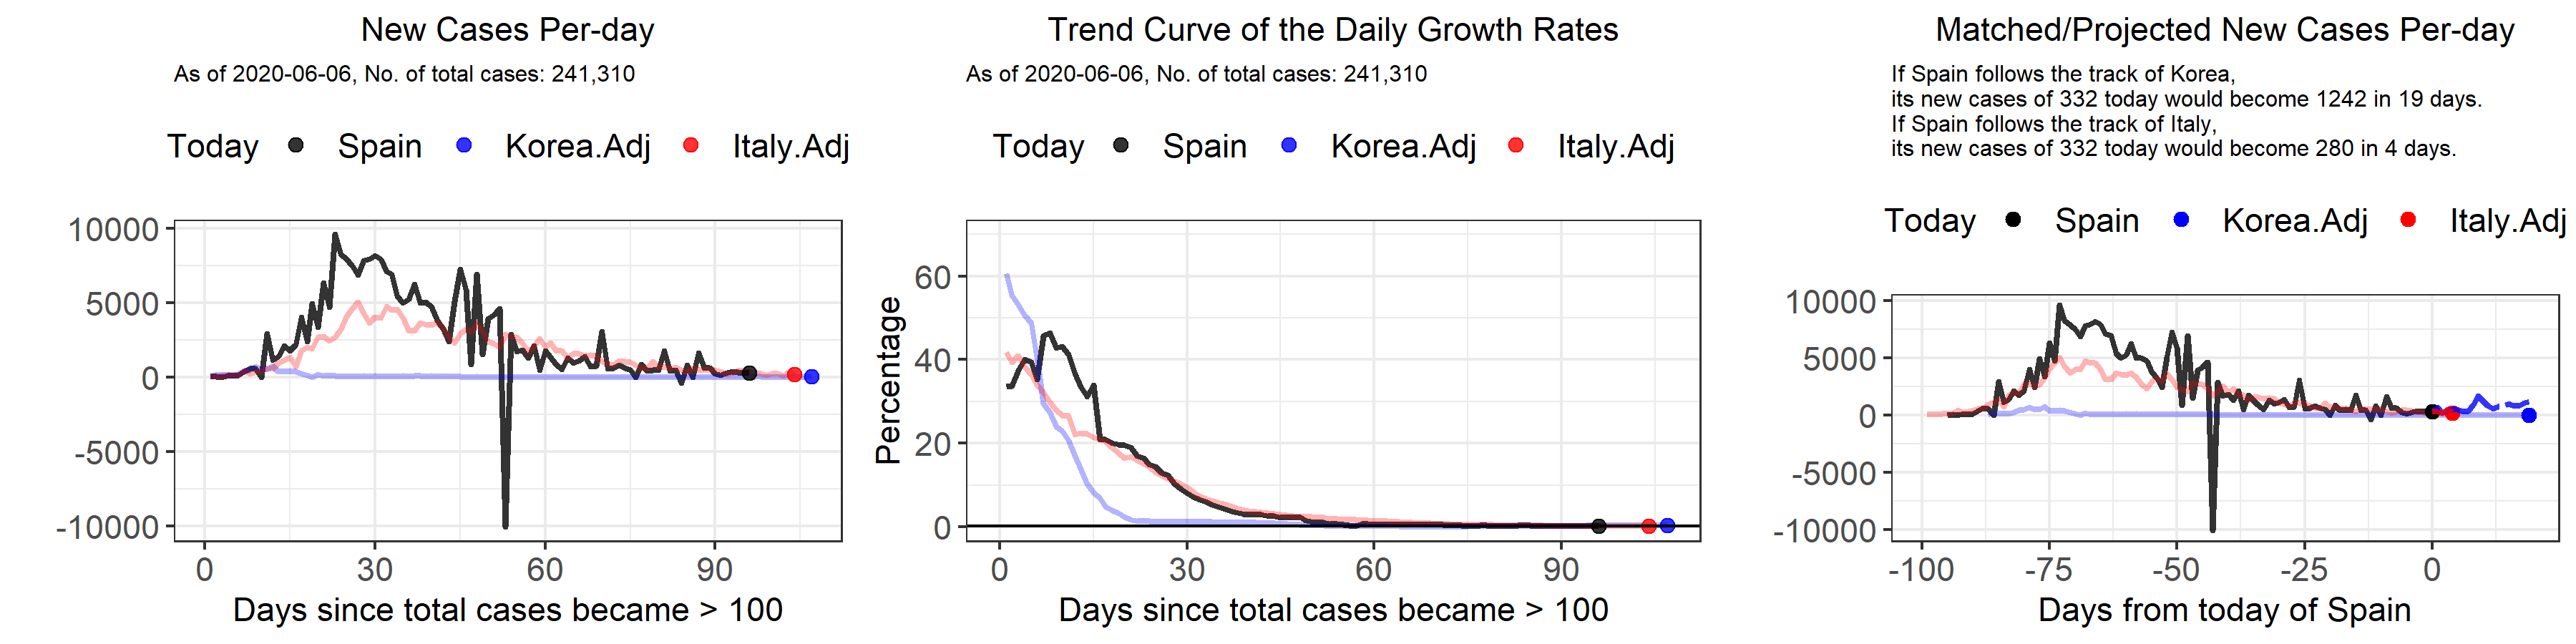 New Cases Per-day
As of 2020-06-06, No. of total cases: 241,310
Today Spain Korea.Adj Italy.Adj
10000
5000
0
-5000
-10000
0 30 60 90
Days since total cases became > 100
Trend Curve of the Daily Growth Rates
As of 2020-06-06, No. of total cases: 241,310
Today Spain Korea.Adj Italy.Adj
Percentage
60
40
20
0
0 30 60 90
Days since total cases became > 100
Matched/Projected New Cases Per-day
If Spain follows the track of Korea,
its new cases of 332 today would become 1242 in 19 days.
If Spain follows the track of Italy,
its new cases of 332 today would become 280 in 4 days.
Today Spain Korea.Adj Italy.Adj
10000
5000
0
-5000
-10000
-100 -75 -50 -25 0
Days from today of Spain